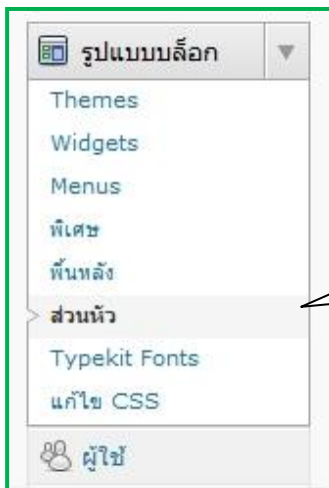 รูปแบบบล็อก
Themes
Widgets
Menus
พิเศษ
พื้นหลัง
ส่วนหัว
Typekit Fonts
แก้ไข CSS
ผู้ใช้